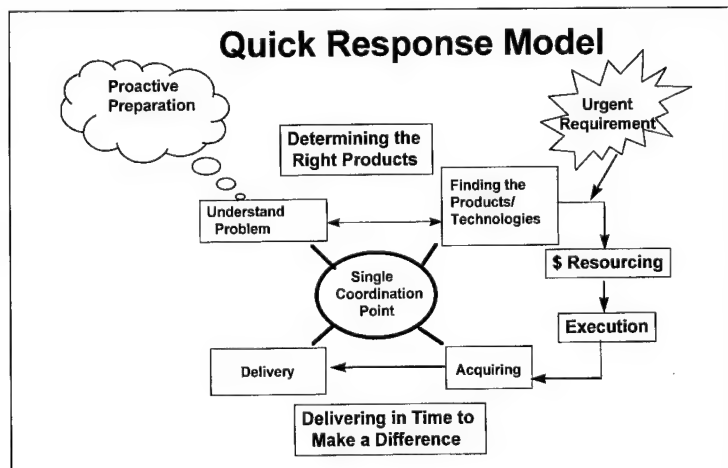 Quick Response Model
Proactive
Preparation
Urgent
Requirement
Determining the
Right Products
Understand
Problem
Finding the
Products/
Technologies
$ Resourcing
Single
Coordination
Point
Execution
Delivery
Acquiring
Delivering in Time to
Make a Difference